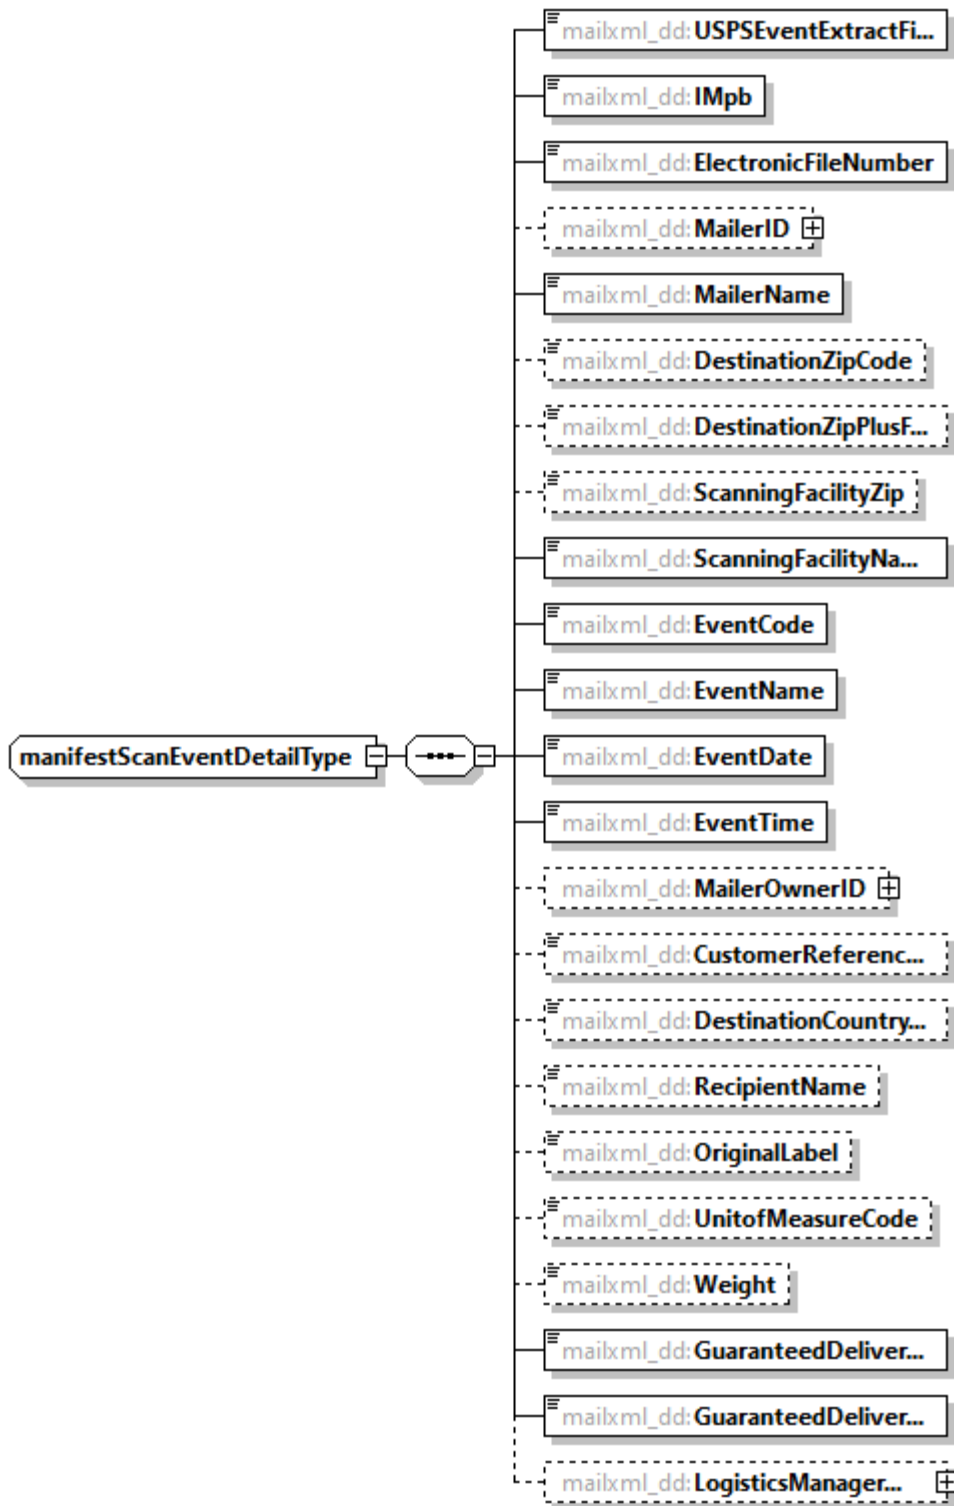 mailxml_dd:USPSEventExtractFi...
mailxml_dd:IMpb
mailxml_dd:ElectronicFileNumber
mailxml_dd:MailerID
mailxml_dd:MailerName
mailxml_dd:DestinationZipCode
mailxml_dd:DestinationZipPlusF...
mailxml_dd:ScanningFacilityZip
mailxml_dd:ScanningFacilityNa...
mailxml_dd:EventCode
mailxml_dd:EventName
manifestScanEventDetailType
mailxml_dd:EventDate
mailxml_dd:EventTime
mailxml_dd:MailerOwnerID
mailxml_dd:CustomerReferenc...
mailxml_dd:DestinationCountry...
mailxml_dd:RecipientName
mailxml_dd:OriginalLabel
mailxml_dd:UnitofMeasureCode
mailxml_dd:Weight
mailxml_dd:GuaranteedDeliver...
mailxml_dd:GuaranteedDeliver...
mailxml_dd:LogisticsManager...